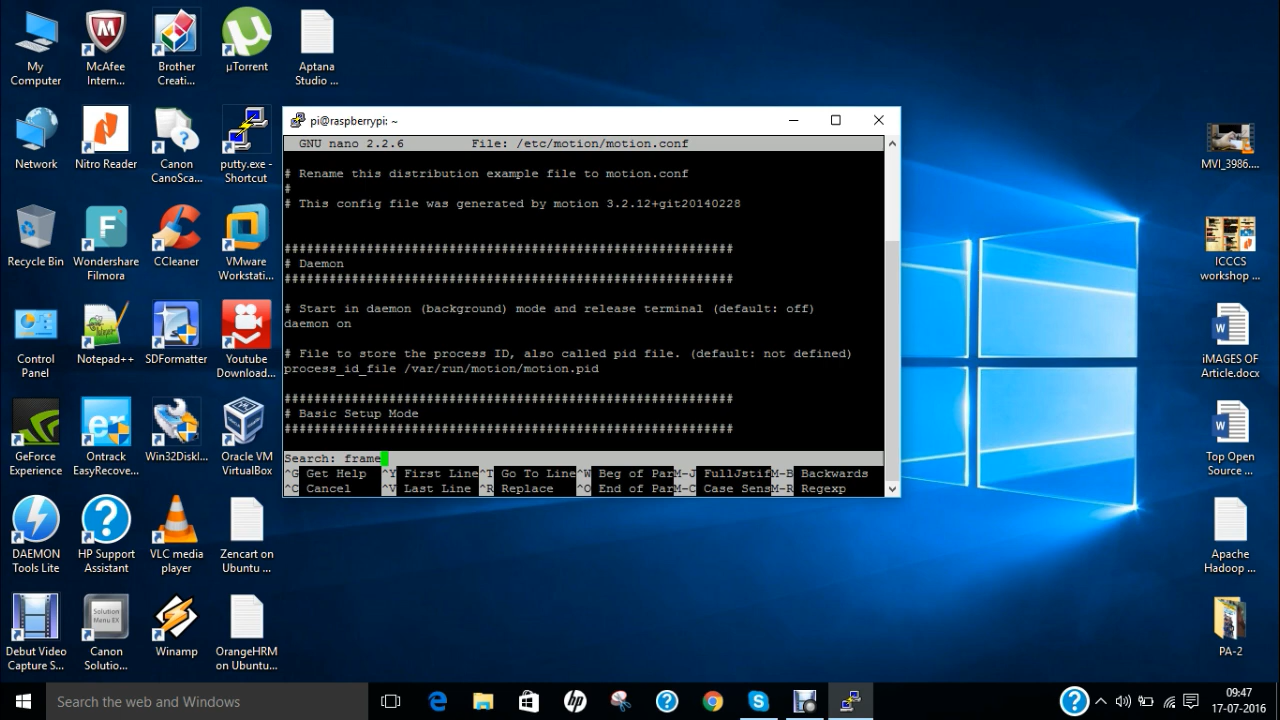 My
Computer
McAfee
Intern...
Brother
Creati...
µTorrent
Aptana
Studio ...
Network
Nitro Reader
Canon
CanoSca...
putty.exe -
Shortcut
Recycle Bin
Wondershare
Filmora
CCleaner
VMware
Workstati...
Control
Panel
Notepad++
SDFormatter
Youtube
Download...
GeForce
Experience
Ontrack
EasyRecove...
Win32DiskI...
Oracle VM
VirtualBox
DAEMON
Tools Lite
HP Support
Assistant
VLC media
player
Zencart on
Ubuntu ...
Debut Video
Capture S...
Solution
Menu EX
Canon
Solutio...
Winamp
OrangeHRM
on Ubuntu...
pi@raspberrypi: ~
GNU nano 2.2.6 File: /etc/motion/motion.conf
# Rename this distribution example file to motion.conf
#
# This config file was generated by motion 3.2.12+git20140228
############################################################
# Daemon
############################################################
# Start in daemon (background) mode and release terminal (default: off)
daemon on
# File to store the process ID, also called pid file. (default: not defined)
process_id_file /var/run/motion/motion.pid
############################################################
# Basic Setup Mode
############################################################
Search: frame
^G Get Help ^Y First Line^T Go To Line^W Beg of ParM-J FullJstifM-B Backwards
^C Cancel ^V Last Line ^R Replace ^O End of ParM-C Case SensM-R Regexp
MVI_3986....
ICCCS
workshop ...
iMAGES OF
Article.docx
Top Open
Source ...
Apache
Hadoop ...
PA-2
Search the web and Windows
09:47
17-07-2016